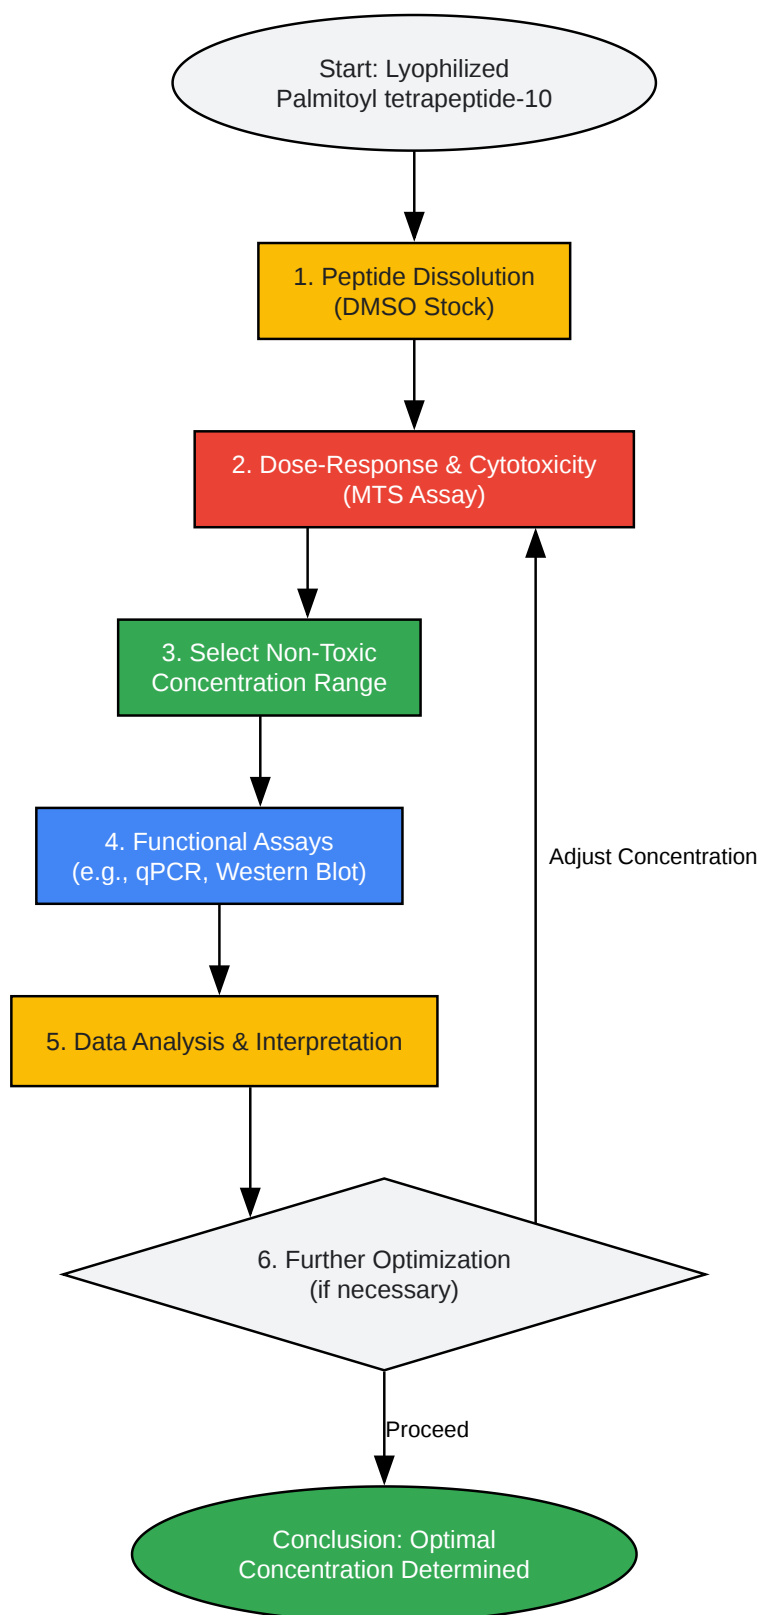 Start: Lyophilized
Palmitoyl tetrapeptide-10
1. Peptide Dissolution
(DMSO Stock)
2. Dose-Response & Cytotoxicity
(MTS Assay)
3. Select Non-Toxic
Concentration Range
4. Functional Assays
(e.g., qPCR, Western Blot)
Adjust Concentration
5. Data Analysis & Interpretation
6. Further Optimization
(if necessary)
Proceed
Conclusion: Optimal
Concentration Determined